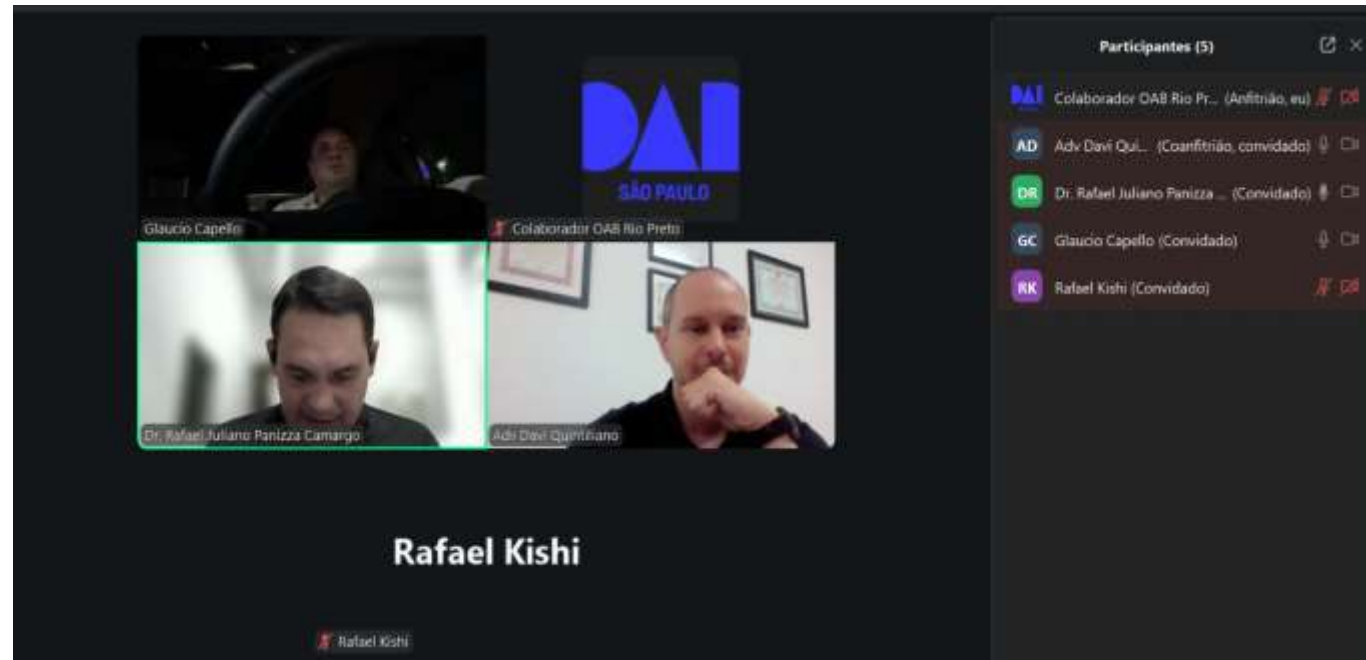 Glaucio Capello
OAB
SÃO PAULO
Colaborador OAB Rio Preto
Dr. Rafael Juliano Panizza Camargo
Adv Davi Quintiliano
Rafael Kishi
Rafael Kishi
Participantes (5)
OAB
Colaborador OAB Rio Pr... (Anfitrião, eu)
AD
Adv Davi Qui... (Coanfitrião, convidado)
DR
Dr. Rafael Juliano Panizza ... (Convidado)
GC
Glaucio Capello (Convidado)
RK
Rafael Kishi (Convidado)